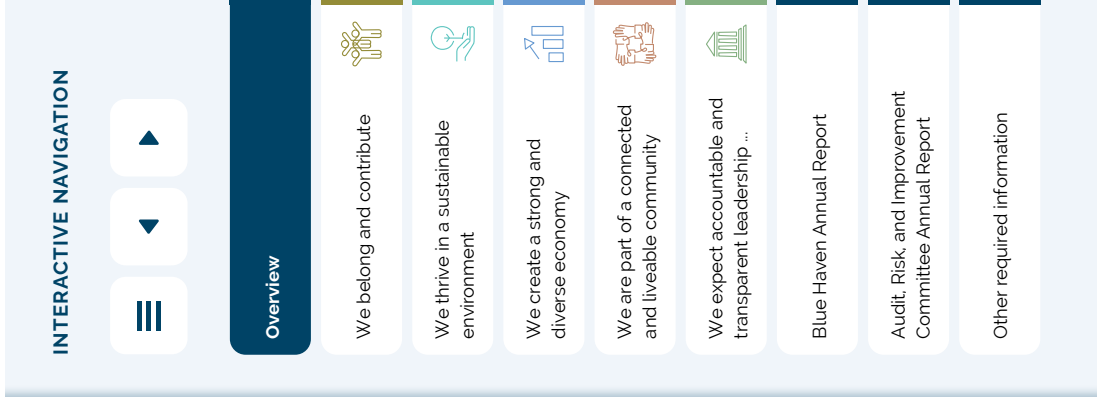 INTERACTIVE NAVIGATION
Overview
We belong and contribute
We thrive in a sustainable
environment
We create a strong and
diverse economy
We are part of a connected
and liveable community
We expect accountable and
transparent leadership ...
Blue Haven Annual Report
Audit, Risk, and Improvement
Committee Annual Report
Other required information